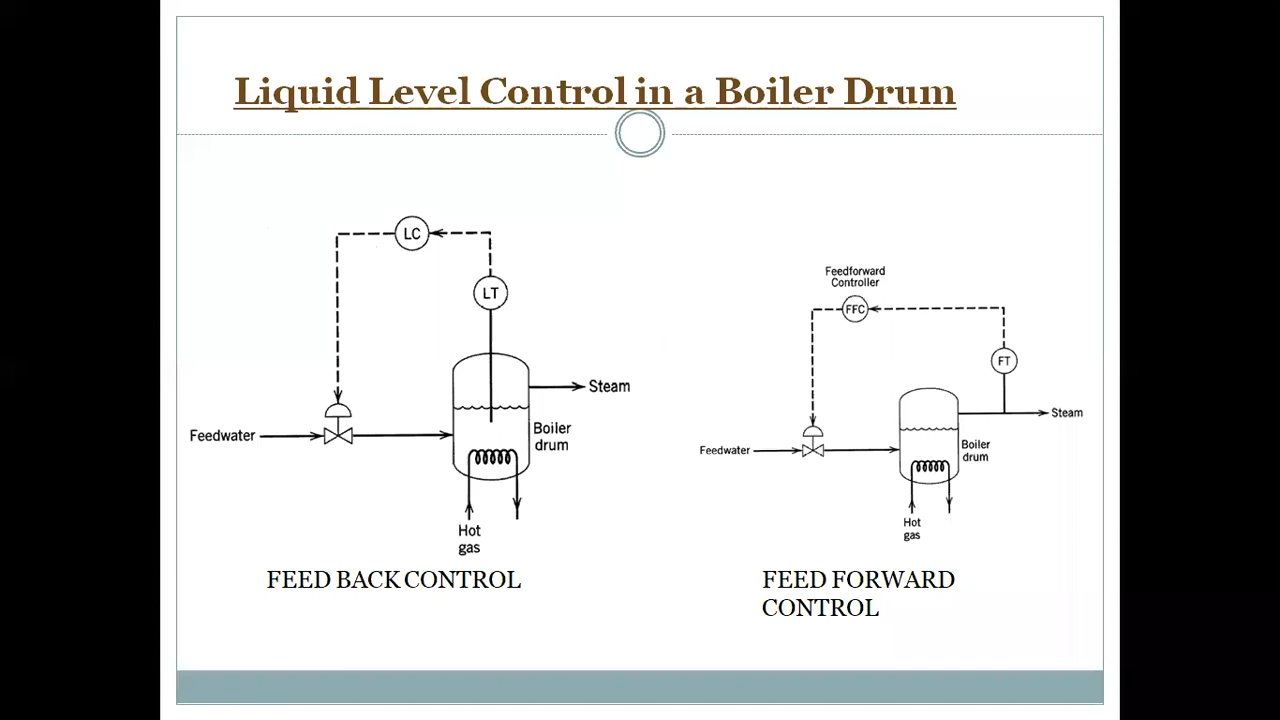 Liquid Level Control in a Boiler Drum
LC
LT
Steam
Feedwater
Boiler
drum
Hot
gas
FEED BACK CONTROL
Feedforward
Controller
FFC
FT
Steam
Feedwater
Boiler
drum
Hot
gas
FEED FORWARD
CONTROL